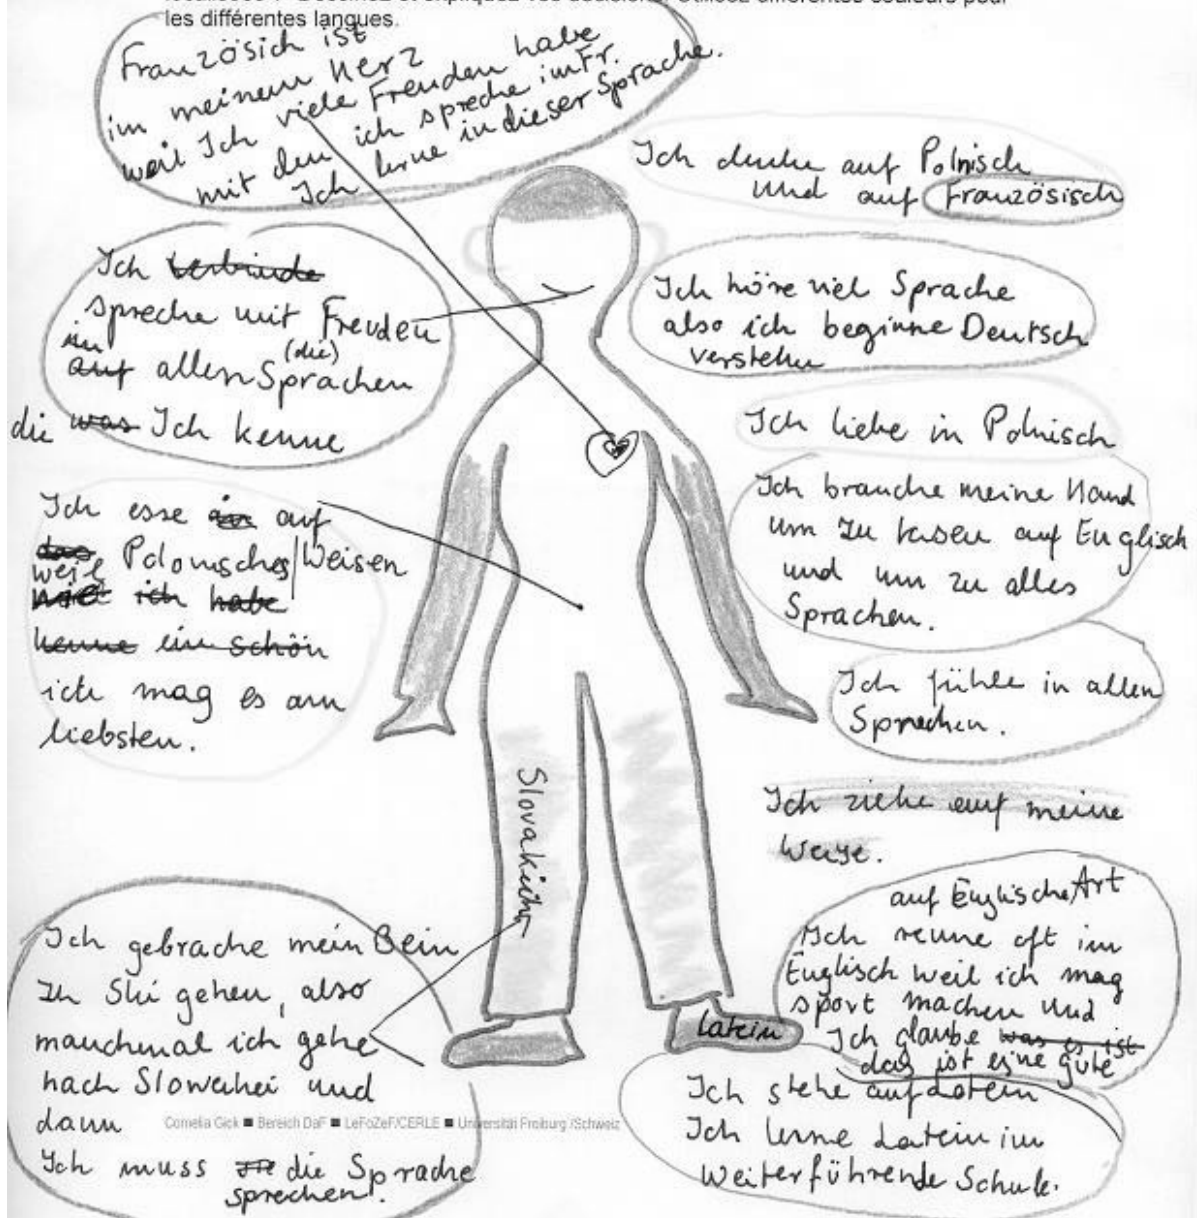 les différentes langues.
Französich ist
im meinem Herz
weil Ich viele Freuden habe
mit den ich spreche im Fr.
Ich lerne in dieser Sprache.
Ich denke auf Polnisch
und auf Französisch
Ich verbinde
spreche mit Freuden
im
auf allen Sprachen
(die)
die was Ich kenne
Ich höre viel Sprache
also ich beginne Deutsch
verstehen
Ich liebe in Polnisch
Ich brauche meine Hand
um zu tasen auf Englisch
und um zu alles
Sprachen.
Ich esse auf
das Polonisches/Weisen
weil
ich habe
kenne ein schön
ich mag es am
liebsten.
Ich fühle in allen
Sprechen.
Slovakisch
Ich ziehe auf meine
Weise.
auf Englische Art
Ich renne oft im
Englisch weil ich mag
sport machen und
Ich glaube was es ist
das ist eine gute
Latein
Ich stehe auf Latein
Ich lerne Latein im
Weiterführende Schule.
Ich gebrache mein Bein
Zu Ski gehen, also
manchmal ich gehe
nach Slowakei und
dann
Ich muss die Sprache
sprechen.
Cornelia Gick ■ Bereich DaF ■ LeFoZeF/CERLE ■ Universität Freiburg /Schweiz